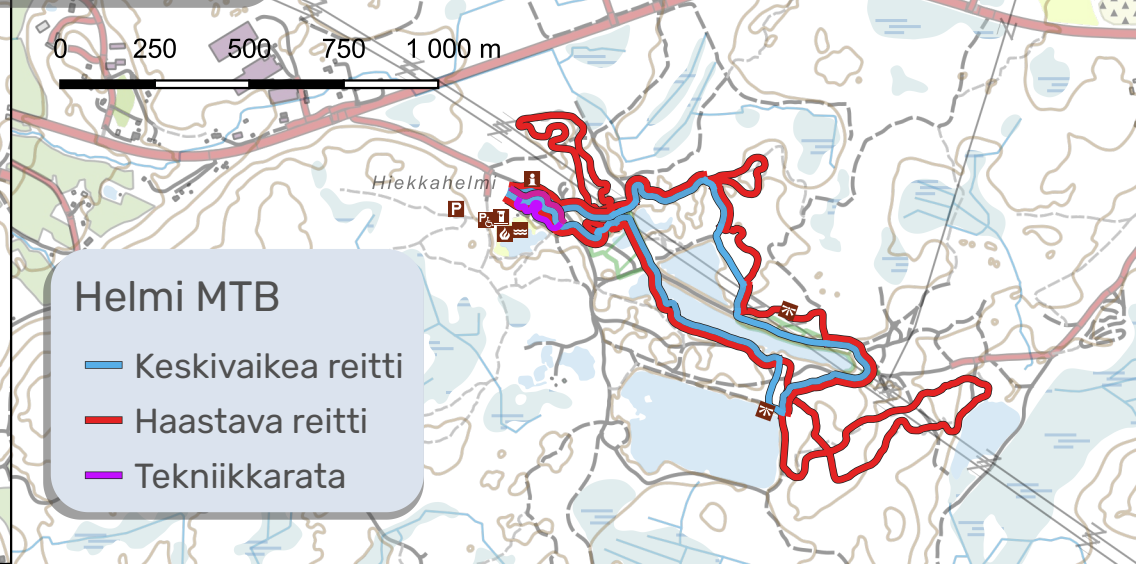 0 250 500 750 1 000 m
Hiekkahelmi
i
P
P
Helmi MTB
Keskivaikea reitti
Haastava reitti
Tekniikkarata